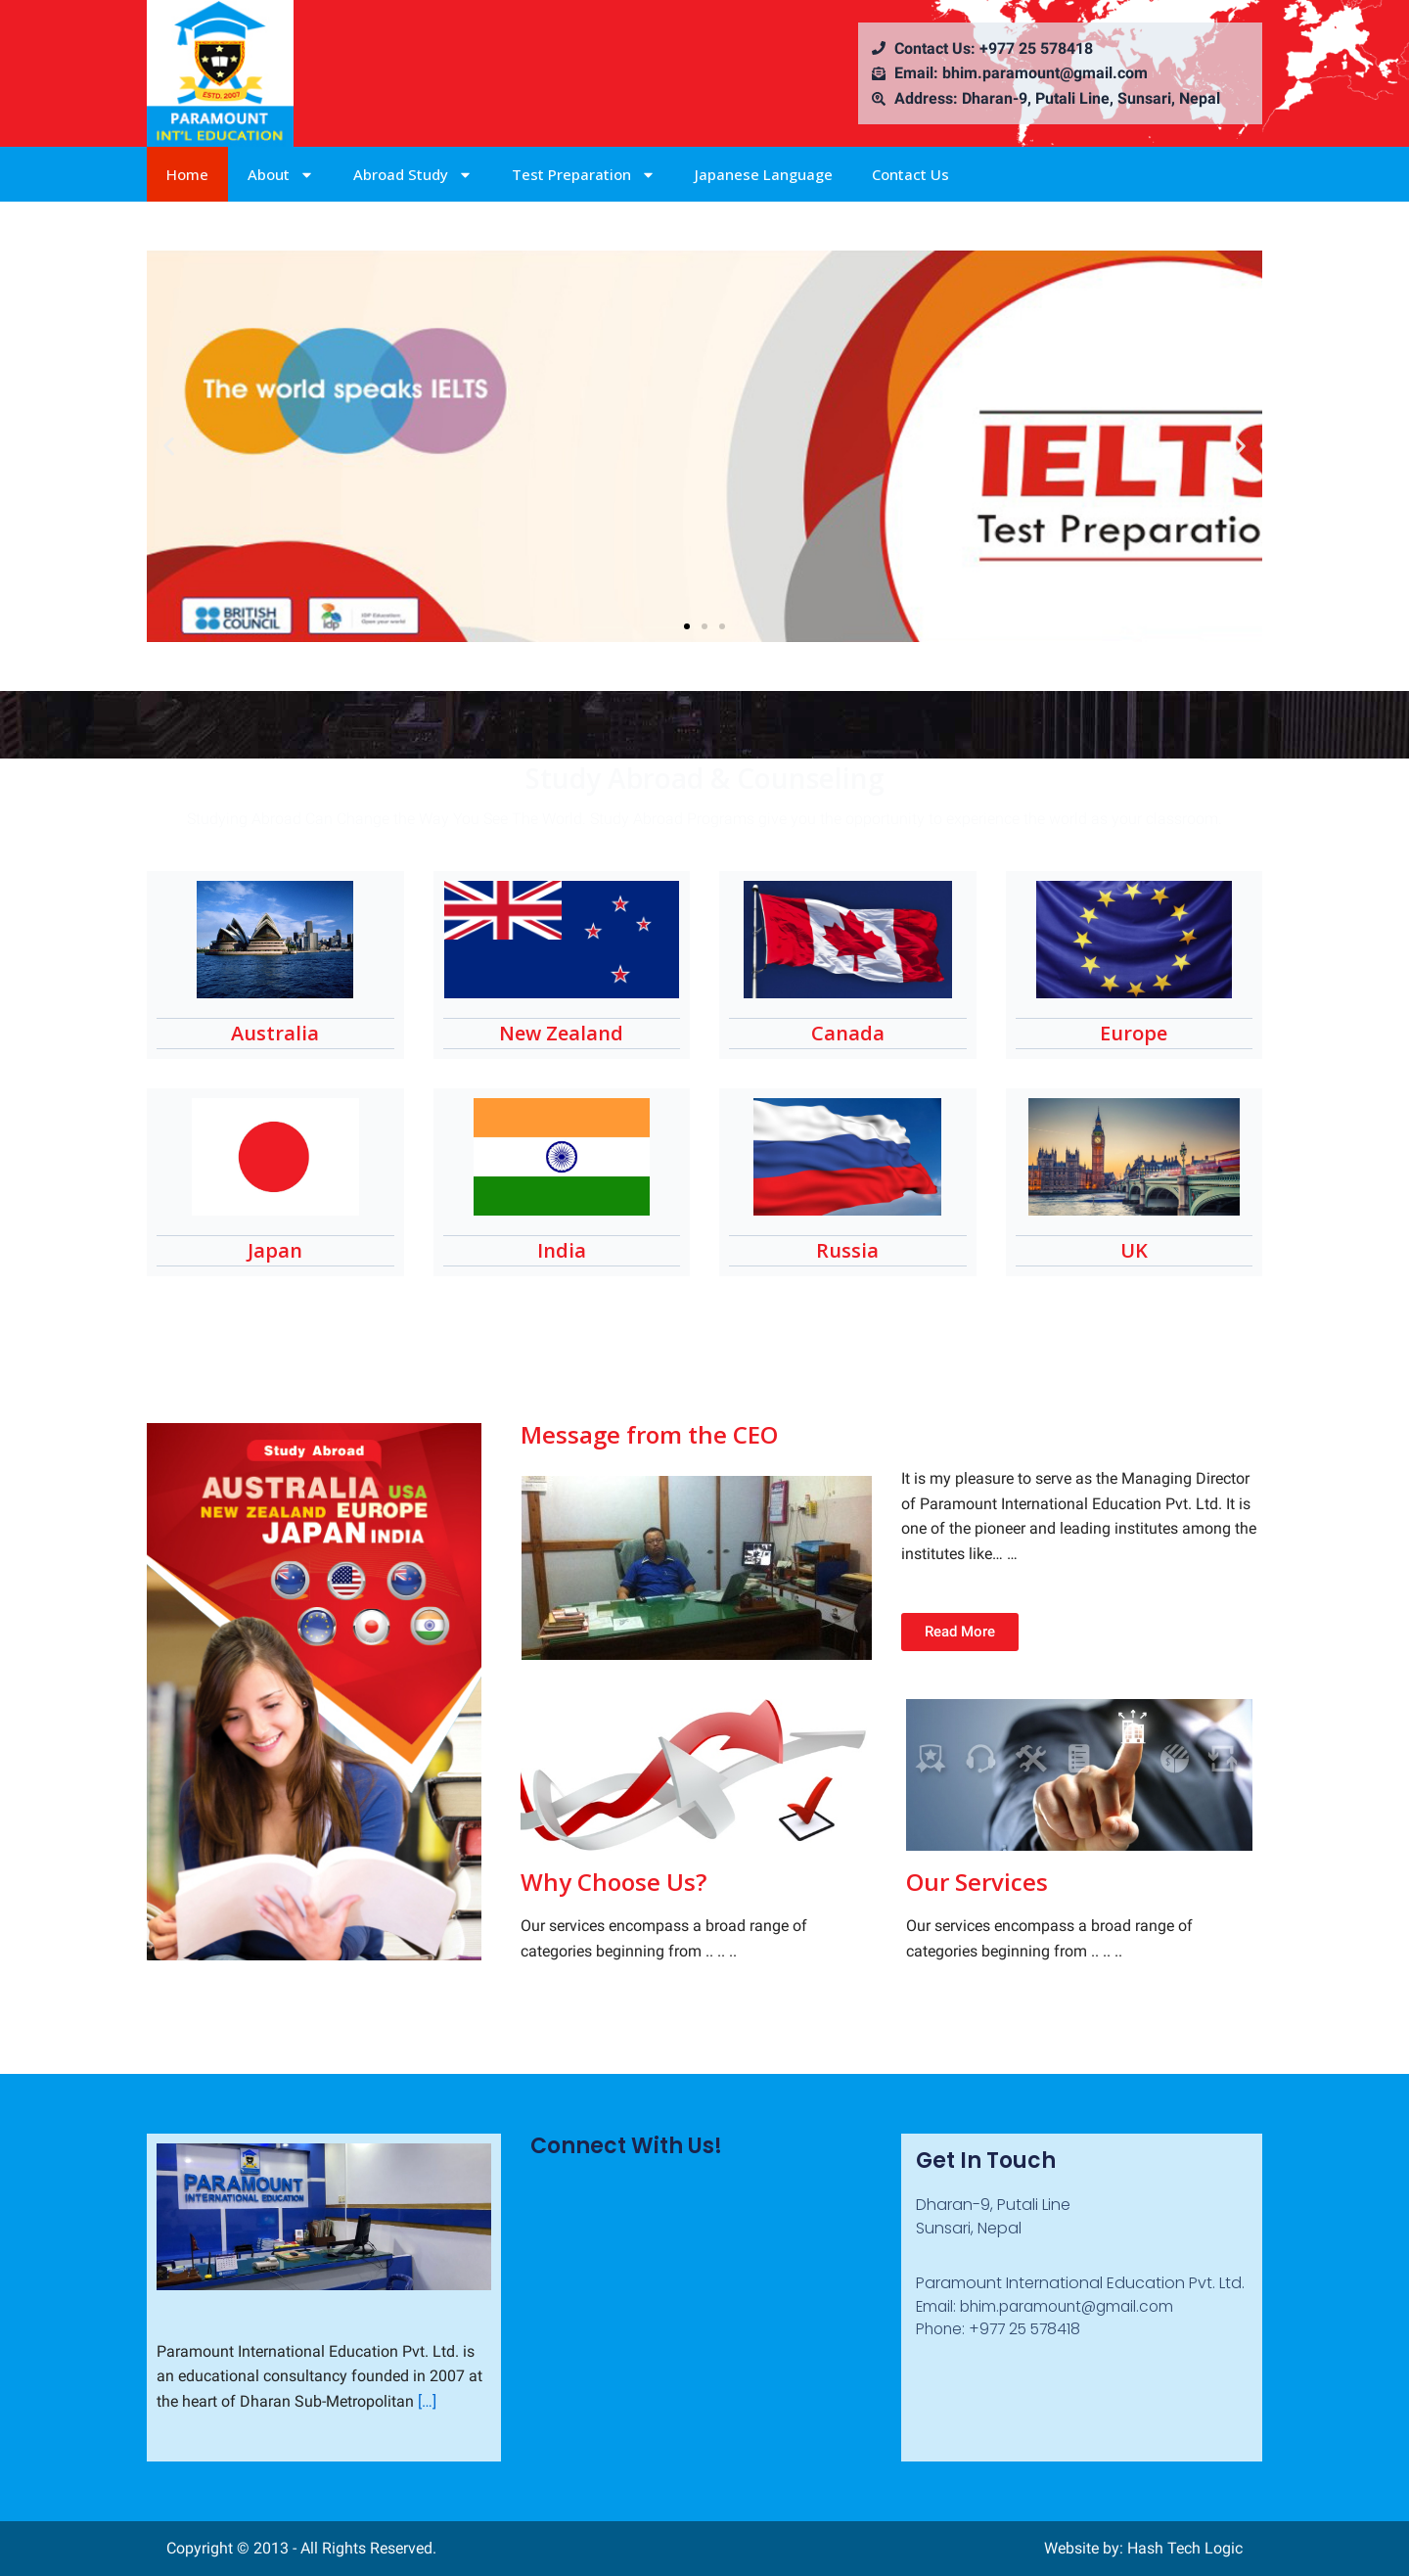 ESTD. 2007
PARAMOUNT
INT'L EDUCATION
Contact Us: +977 25 578418
Email: bhim.paramount@gmail.com
Address: Dharan-9, Putali Line, Sunsari, Nepal
Home
About
Abroad Study
Test Preparation
Japanese Language
Contact Us
The world speaks IELTS
IELTS
Test Preparatio
BRITISH
COUNCIL
idp
IDP Education
Open your world
Study Abroad & Counseling
Australia
New Zealand
Canada
Europe
Japan
India
Russia
UK
Study Abroad
AUSTRALIA USA
NEW ZEALAND EUROPE
JAPAN INDIA
Message from the CEO
It is my pleasure to serve as the Managing Director
of Paramount International Education Pvt. Ltd. It is
one of the pioneer and leading institutes among the
institutes like… …
Read More
Why Choose Us?
Our services encompass a broad range of
categories beginning from .. .. ..
Our Services
Our services encompass a broad range of
categories beginning from .. .. ..
PARAMOUNT
INTERNATIONAL EDUCATION
Paramount International Education Pvt. Ltd. is
an educational consultancy founded in 2007 at
the heart of Dharan Sub-Metropolitan […]
Connect With Us!
Get In Touch
Dharan-9, Putali Line
Sunsari, Nepal
Paramount International Education Pvt. Ltd.
Email: bhim.paramount@gmail.com
Phone: +977 25 578418
Copyright © 2013 - All Rights Reserved.
Website by: Hash Tech Logic